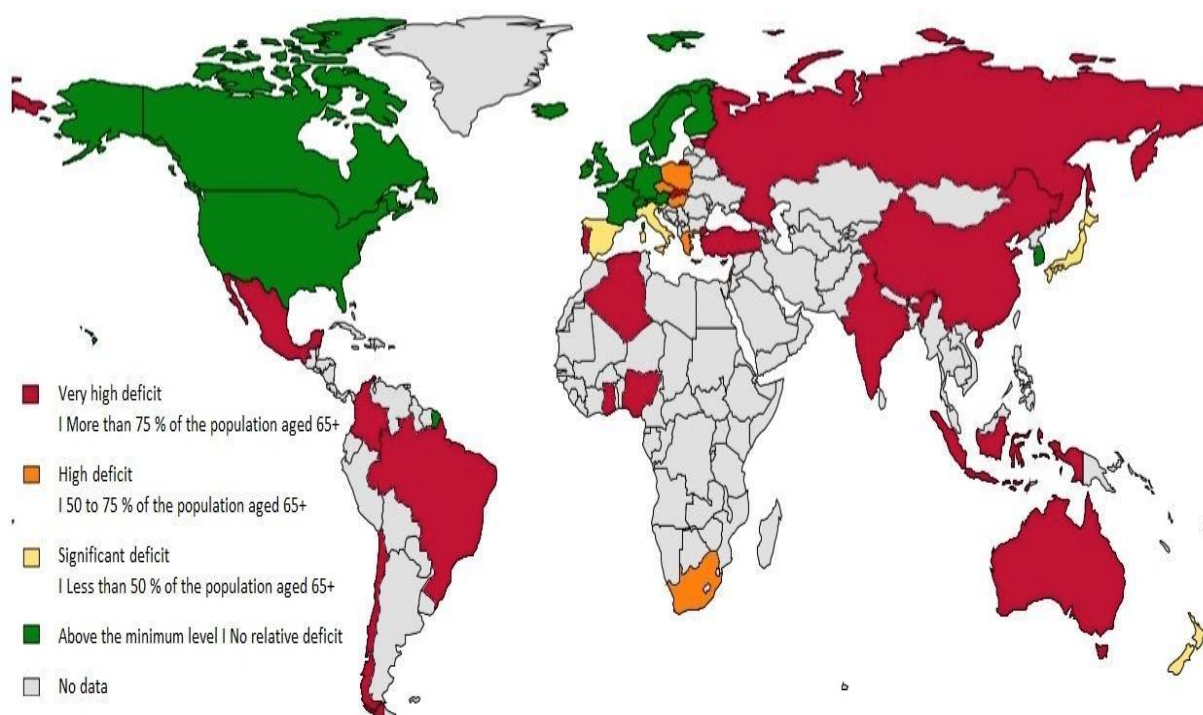 Very high deficit
I More than 75 % of the population aged 65+
High deficit
I 50 to 75 % of the population aged 65+
Significant deficit
I Less than 50 % of the population aged 65+
Above the minimum level I No relative deficit
No data